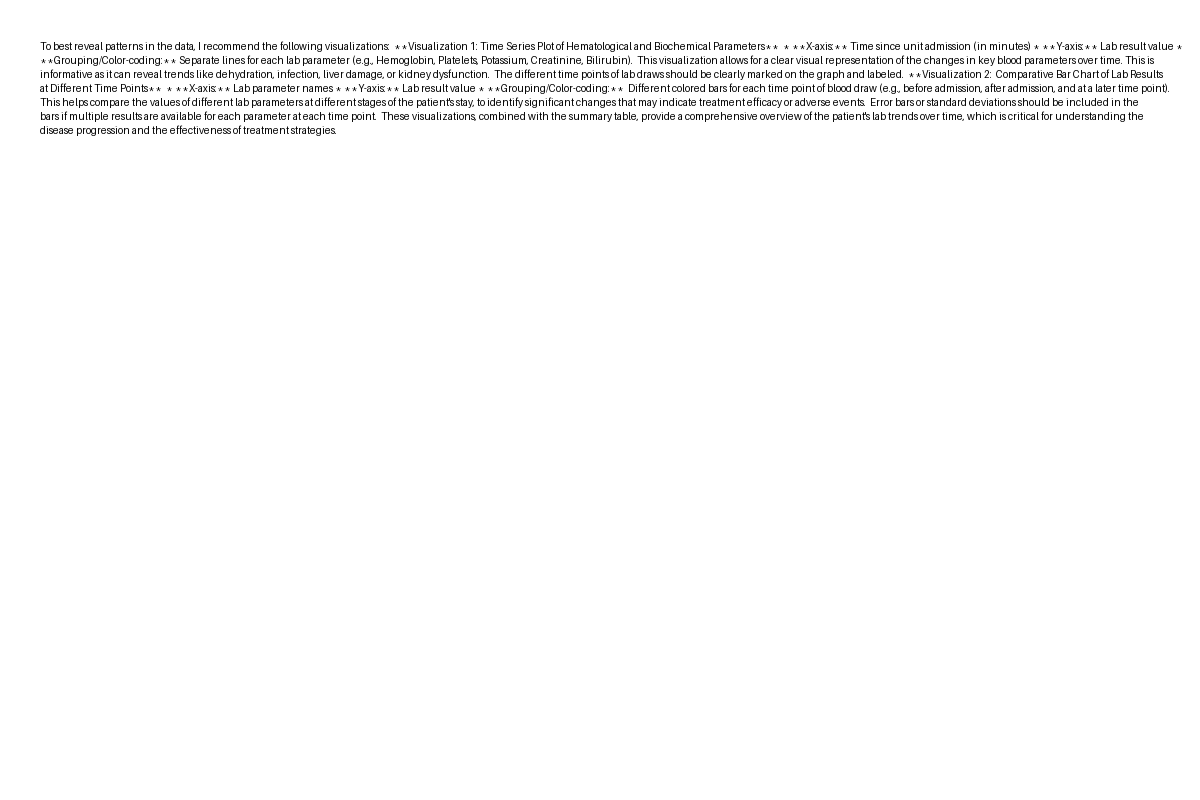 To best reveal patterns in the data, I recommend the following visualizations:  **Visualization 1: Time Series Plot of Hematological and Biochemical Parameters**  * **X-axis:** Time since unit admission (in minutes) * **Y-axis:** Lab result value *
**Grouping/Color-coding:** Separate lines for each lab parameter (e.g., Hemoglobin, Platelets, Potassium, Creatinine, Bilirubin).  This visualization allows for a clear visual representation of the changes in key blood parameters over time. This is
informative as it can reveal trends like dehydration, infection, liver damage, or kidney dysfunction.  The different time points of lab draws should be clearly marked on the graph and labeled.  **Visualization 2:  Comparative Bar Chart of Lab Results
at Different Time Points**  * **X-axis:** Lab parameter names * **Y-axis:** Lab result value * **Grouping/Color-coding:**  Different colored bars for each time point of blood draw (e.g., before admission, after admission, and at a later time point).
This helps compare the values of different lab parameters at different stages of the patient's stay, to identify significant changes that may indicate treatment efficacy or adverse events.  Error bars or standard deviations should be included in the
bars if multiple results are available for each parameter at each time point.  These visualizations, combined with the summary table, provide a comprehensive overview of the patient's lab trends over time, which is critical for understanding the
disease progression and the effectiveness of treatment strategies.